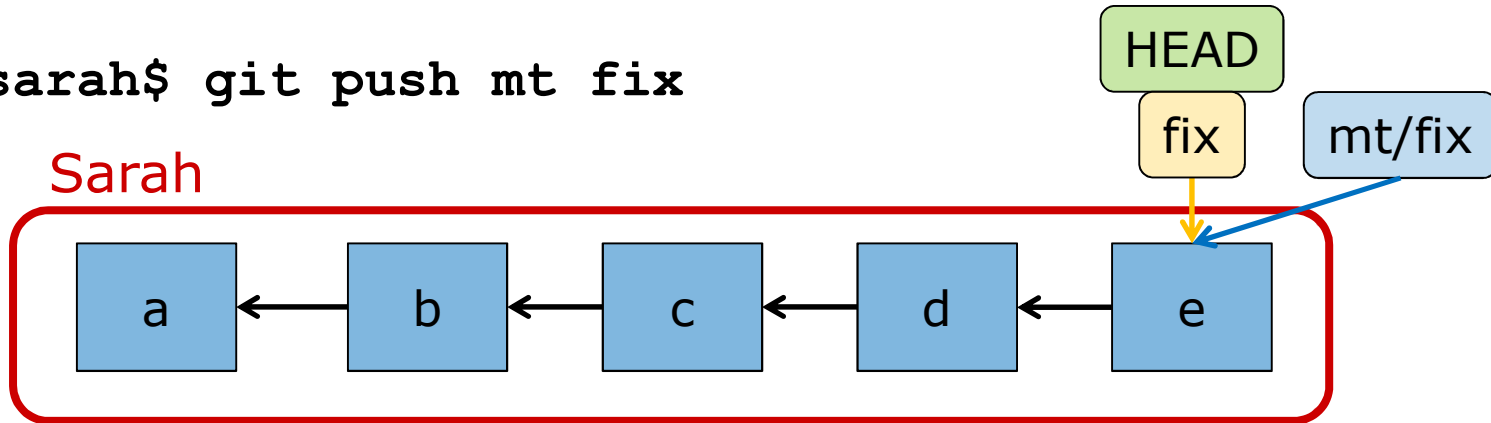 HEAD
sarah$ git push mt fix
fix
mt/fix
Sarah
a
b
c
d
e